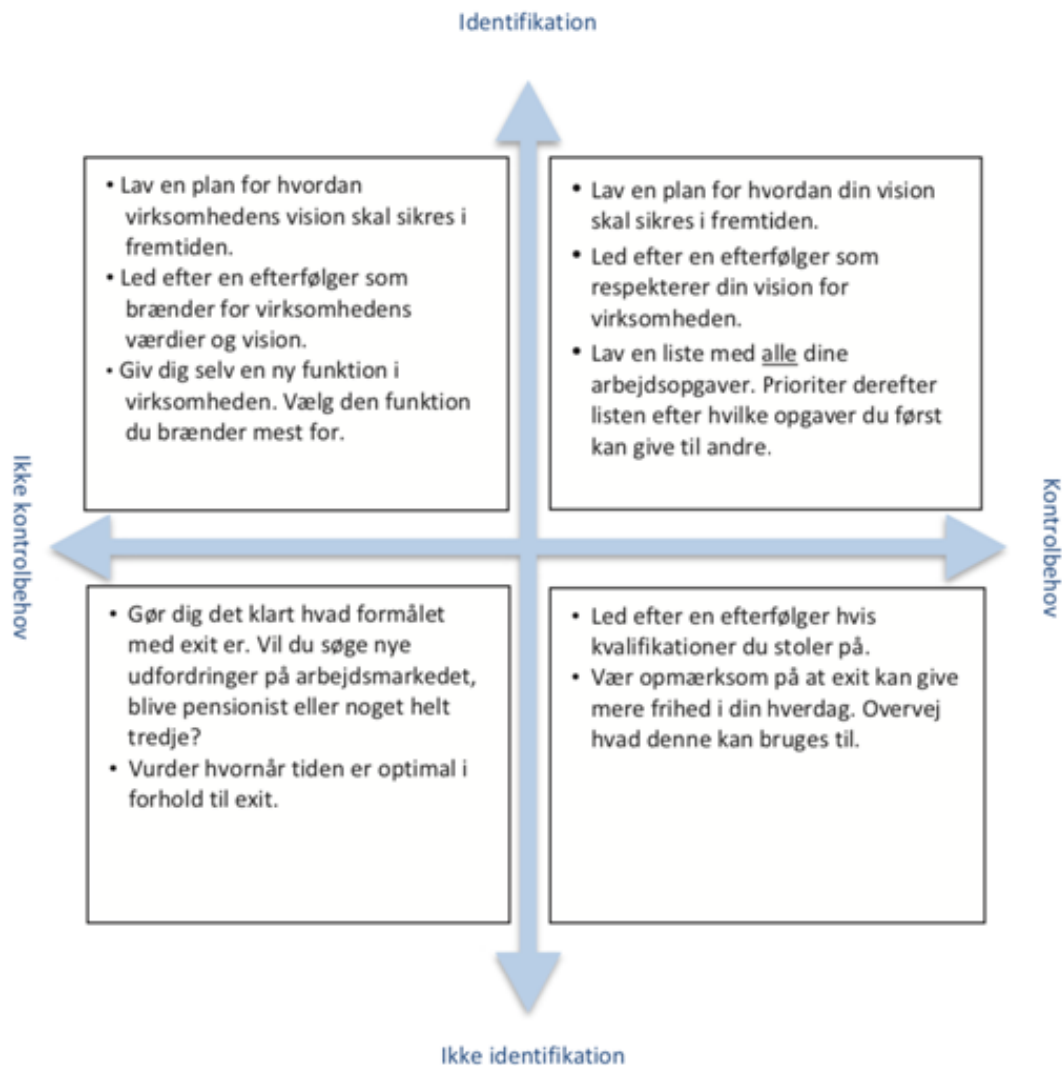 Identifikation
• Lav en plan for hvordan
virksomhedens vision skal sikres i
fremtiden.
• Led efter en efterfølger som
brænder for virksomhedens
værdier og vision.
• Giv dig selv en ny funktion i
virksomheden. Vælg den funktion
du brænder mest for.
• Lav en plan for hvordan din vision
skal sikres i fremtiden.
• Led efter en efterfølger som
respekterer din vision for
virksomheden.
• Lav en liste med alle dine
arbejdsopgaver. Prioriter derefter
listen efter hvilke opgaver du først
kan give til andre.
Ikke kontrolbehov
Kontrolbehov
• Gør dig det klart hvad formålet
med exit er. Vil du søge nye
udfordringer på arbejdsmarkedet,
blive pensionist eller noget helt
tredje?
• Vurder hvornår tiden er optimal i
forhold til exit.
• Led efter en efterfølger hvis
kvalifikationer du stoler på.
• Vær opmærksom på at exit kan give
mere frihed i din hverdag. Overvej
hvad denne kan bruges til.
Ikke identifikation